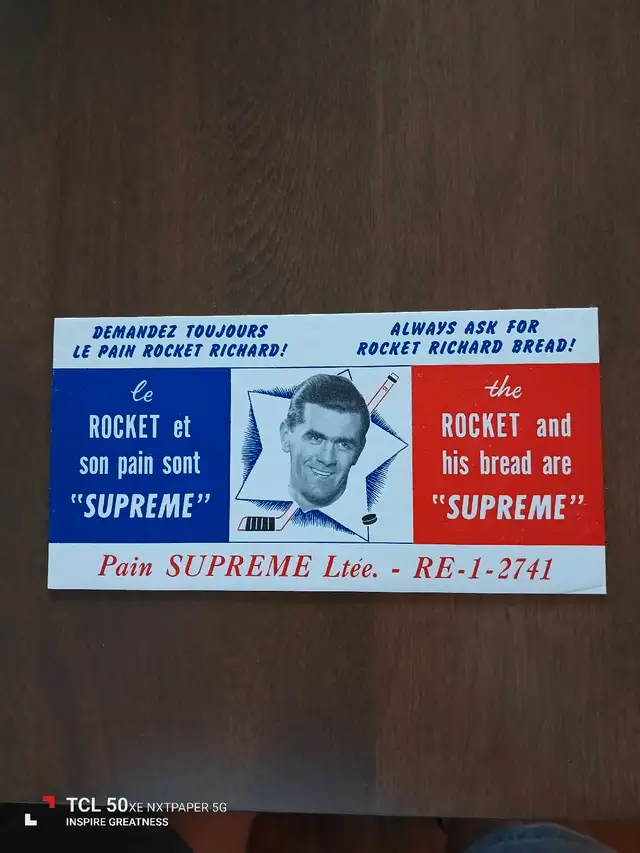 DEMANDEZ TOUJOURS
LE PAIN ROCKET RICHARD!
ALWAYS ASK FOR
ROCKET RICHARD BREAD!
le
ROCKET et
son pain sont
"SUPREME"
9
the
ROCKET and
his bread are
"SUPREME"
Pain SUPREME Ltée. - RE-1-2741
TCL 50XE NXTPAPER 5G
INSPIRE GREATNESS